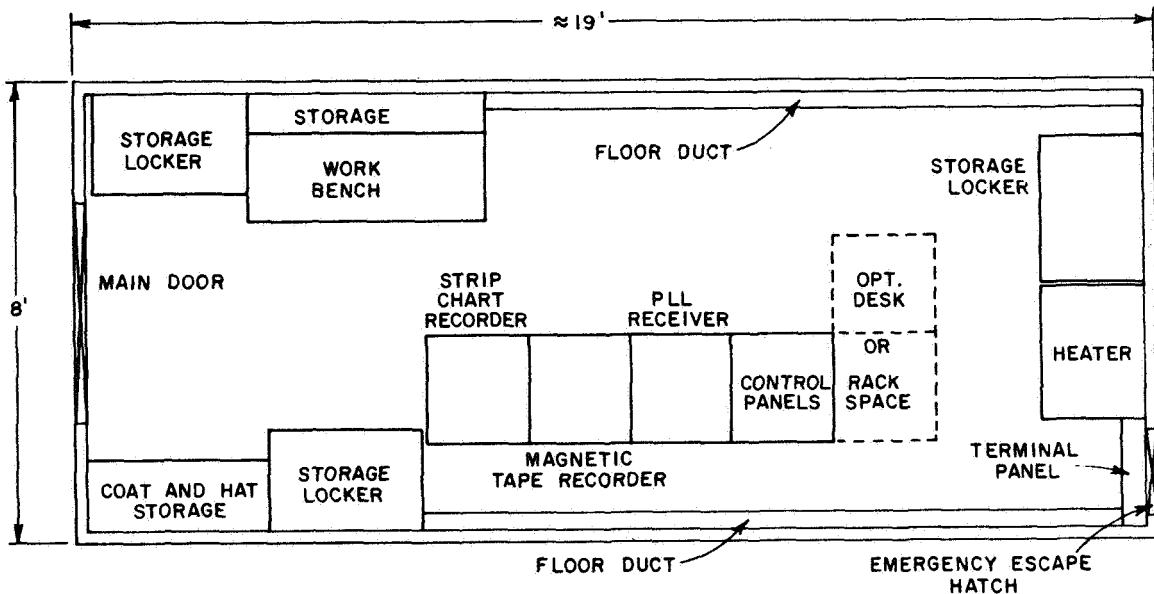 ≈19'
STORAGE
STORAGE
LOCKER
WORK
BENCH
FLOOR DUCT
STORAGE
LOCKER
MAIN DOOR
8'
STRIP
CHART
RECORDER
PLL
RECEIVER
OPT.
DESK
OR
RACK
SPACE
CONTROL
PANELS
HEATER
MAGNETIC
TAPE RECORDER
TERMINAL
PANEL
COAT AND HAT
STORAGE
STORAGE
LOCKER
FLOOR DUCT
EMERGENCY ESCAPE
HATCH